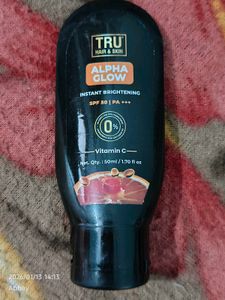 TRU
HAIR & SKIN
ALPHA
GLOW
INSTANT BRIGHTENING
SPF 30 | PA +++
0%
Vitamin C
Net. Qty. : 50ml / 1.70 fl oz
2026/01/13 14:13
Abbay